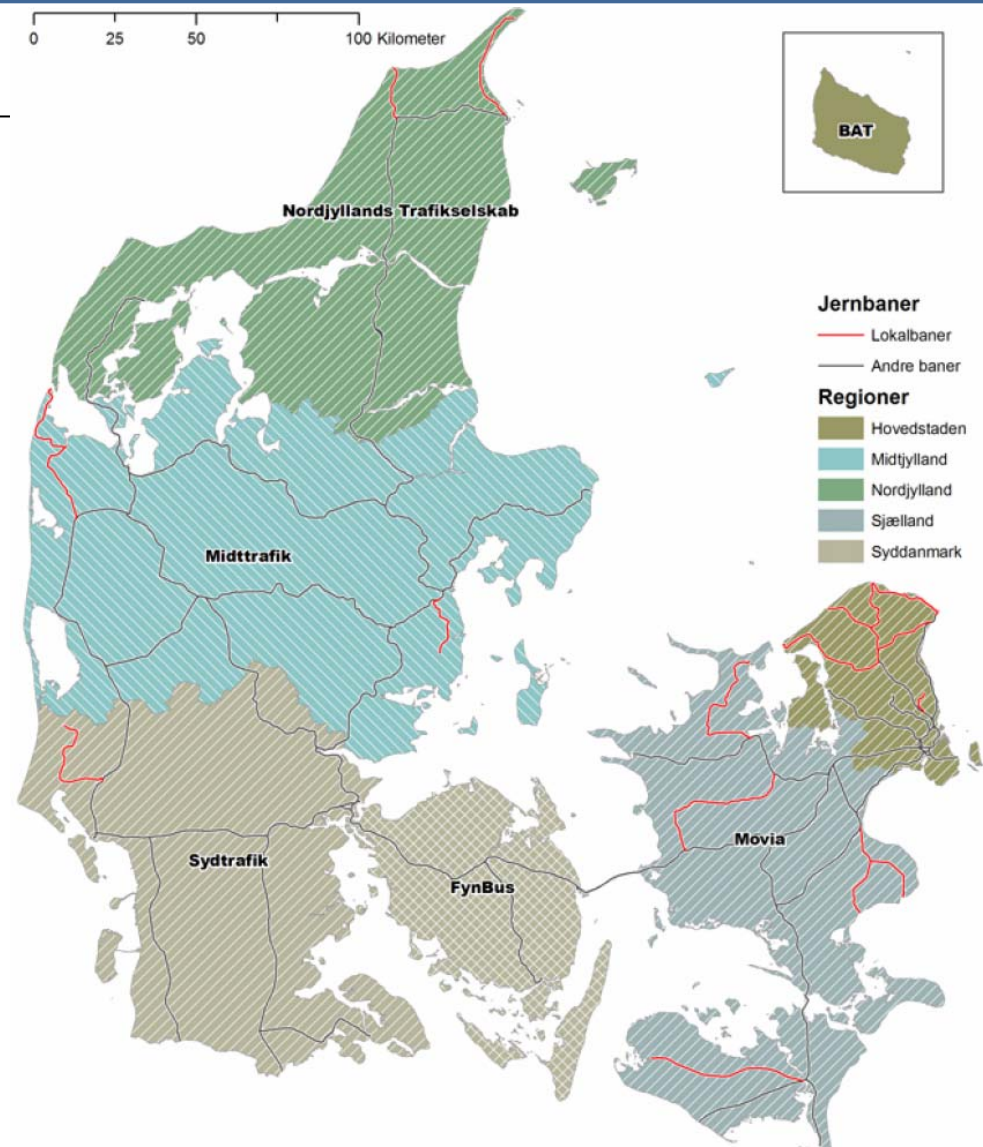 0 25 50 100 Kilometer
BAT
Nordjyllands Trafikselskab
Jernbaner
Lokalbaner
Andre baner
Regioner
Hovedstaden
Midtjylland
Nordjylland
Sjælland
Syddanmark
Midttrafik
Movia
Sydtrafik
FynBus